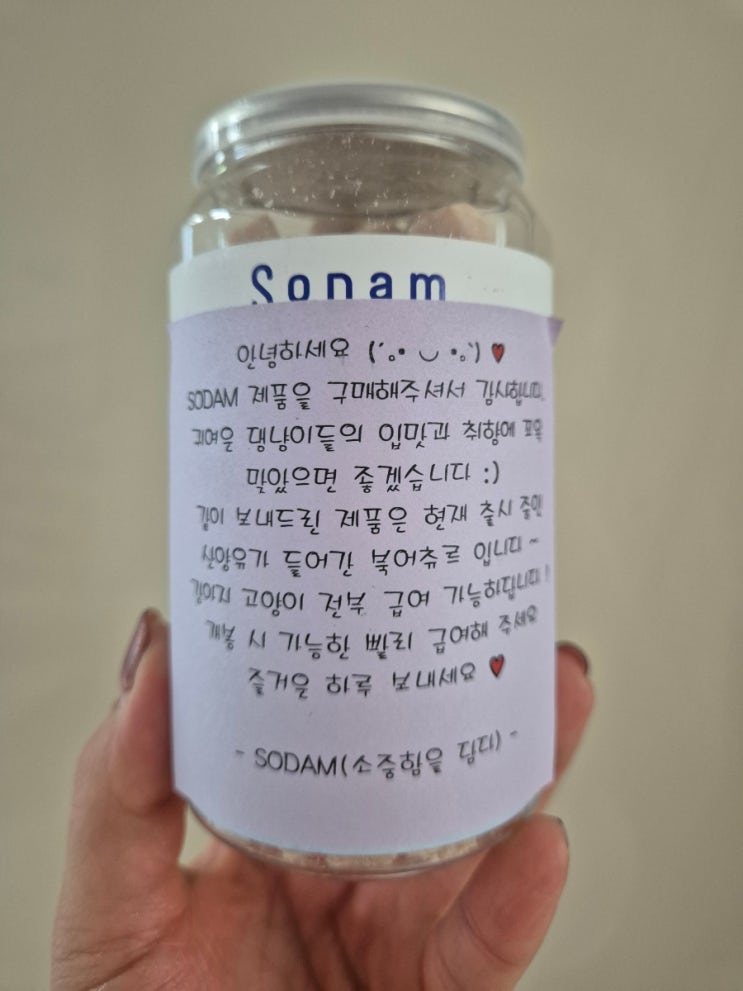 Sodam
안녕하세요 (´｡• ◡ •｡`) ♥
SODAM 제품을 구매해주셔서 감사합니다.
귀여운 댕냥이들의 입맛과 취향에
맞았으면 좋겠습니다 :)
같이 보내드린 제품은 현재 출시 중인
산양유가 들어간 북어츄르 입니다 ~
강아지 고양이 전부 급여 가능하답니다 !
개봉 시 가능한 빨리 급여해 주세요
즐거운 하루 보내세요 ♥
- SODAM(소중함을 담다) -